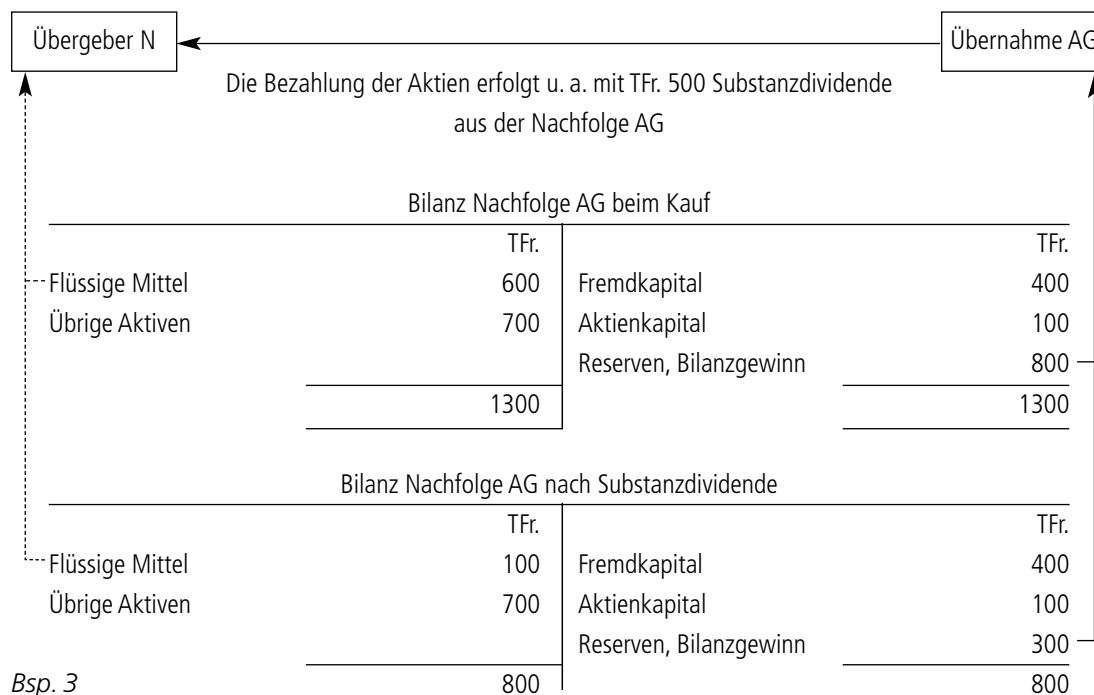 Übergeber N Übernahme AG
Die Bezahlung der Aktien erfolgt u. a. mit TFr. 500 Substanzdividende
aus der Nachfolge AG
Bilanz Nachfolge AG beim Kauf
TFr. TFr.
Flüssige Mittel 600 Fremdkapital 400
Übrige Aktiven 700 Aktienkapital 100
Reserven, Bilanzgewinn 800
1300 1300
Bilanz Nachfolge AG nach Substanzdividende
TFr. TFr.
Flüssige Mittel 100 Fremdkapital 400
Übrige Aktiven 700 Aktienkapital 100
Reserven, Bilanzgewinn 300
Bsp. 3 800 800